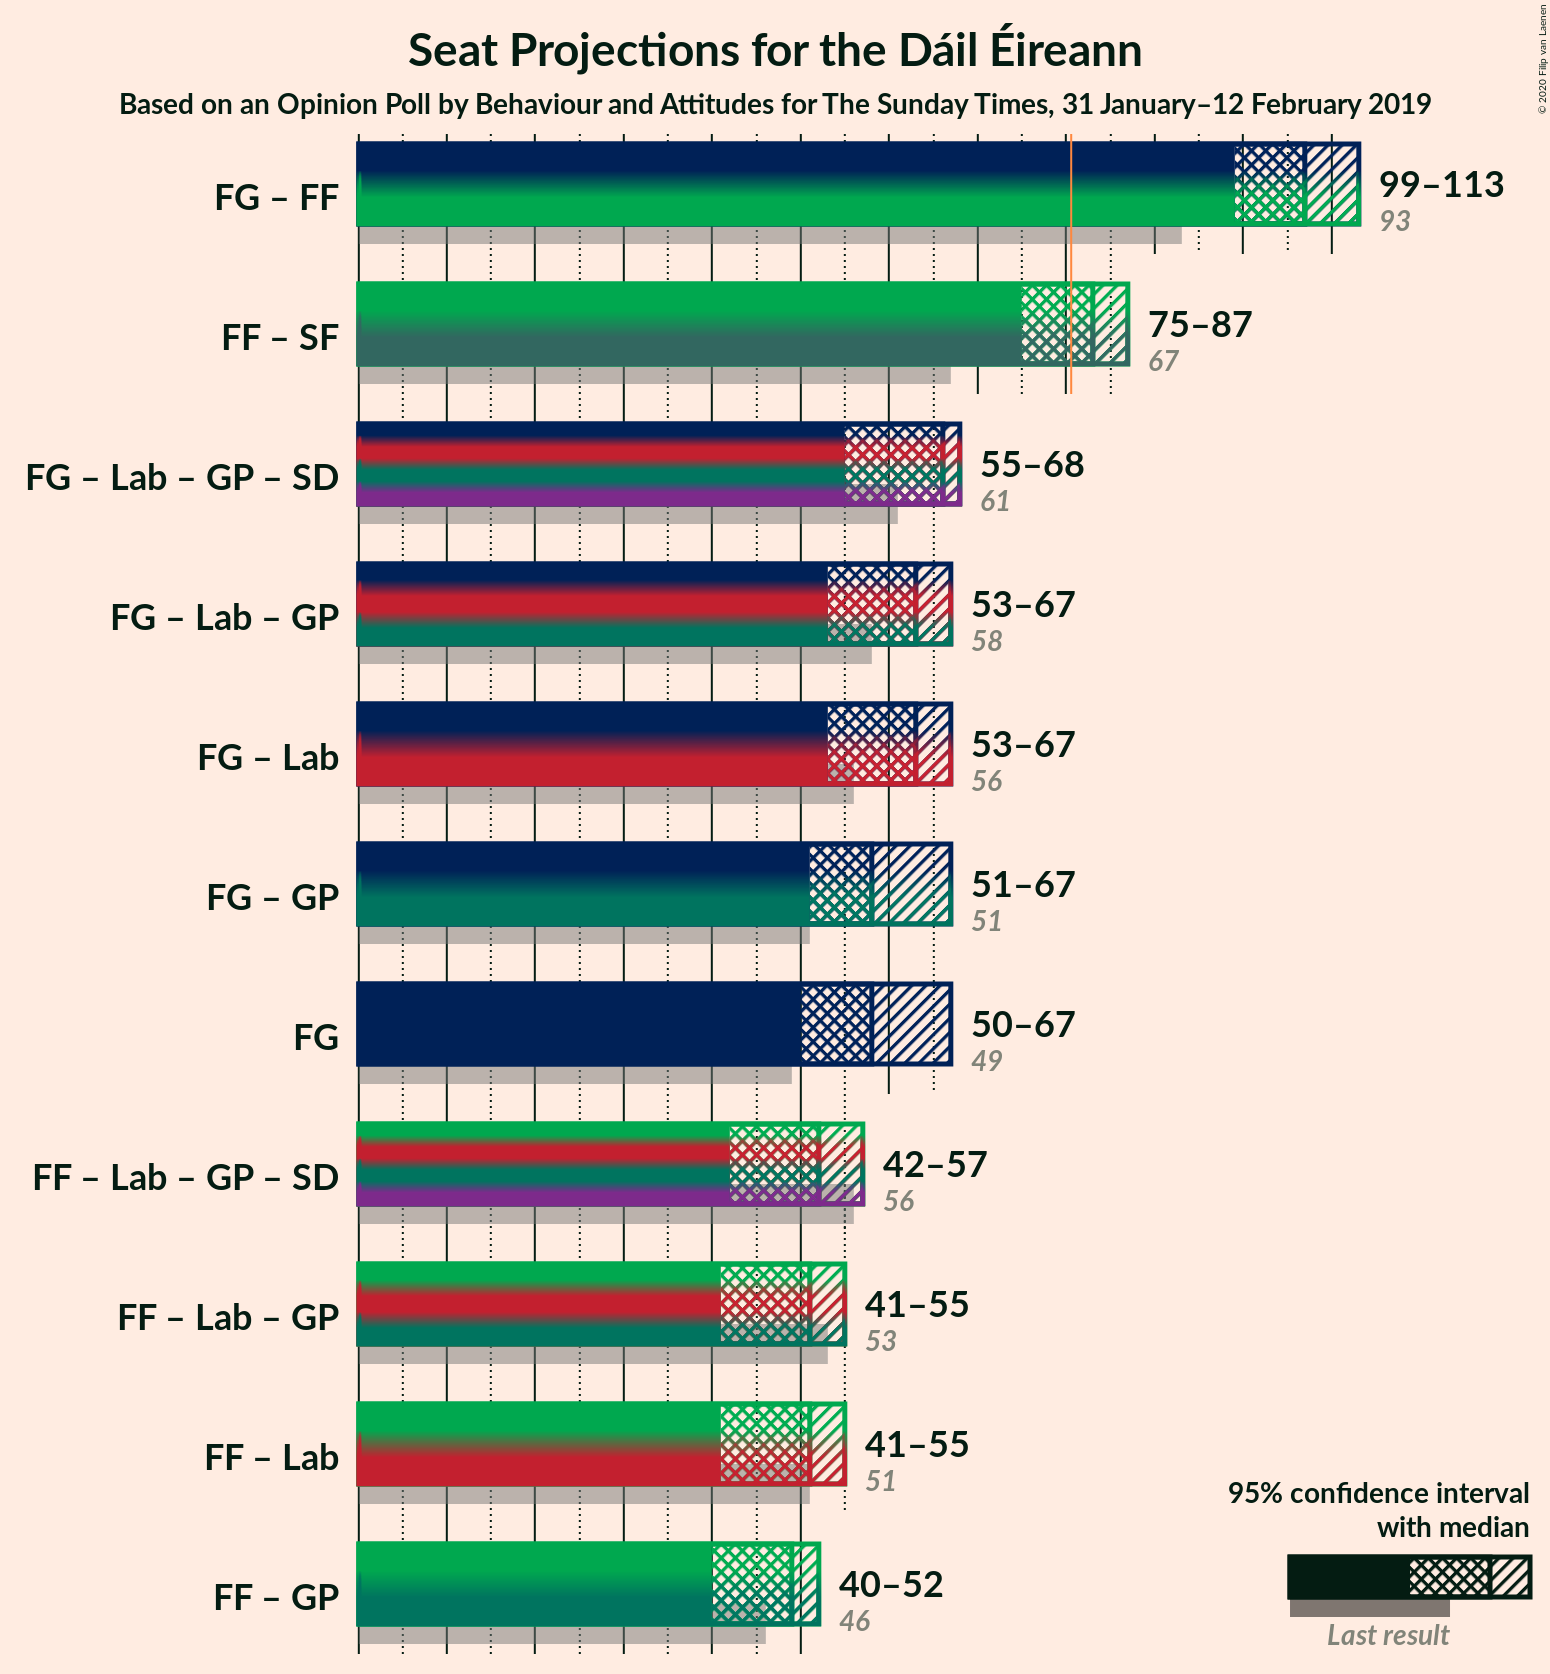 Seat Projections for the Dáil Éireann
Based on an Opinion Poll by Behaviour and Attitudes for The Sunday Times, 31 January–12 February 2019
© 2020 Filip van Laenen
FG – FF
99–113
93
FF – SF
75–87
67
FG – Lab – GP – SD
55–68
61
FG – Lab – GP
53–67
58
FG – Lab
53–67
56
FG – GP
51–67
51
FG
50–67
49
FF – Lab – GP – SD
42–57
56
FF – Lab – GP
41–55
53
FF – Lab
41–55
51
FF – GP
40–52
46
95% confidence interval
with median
Last result